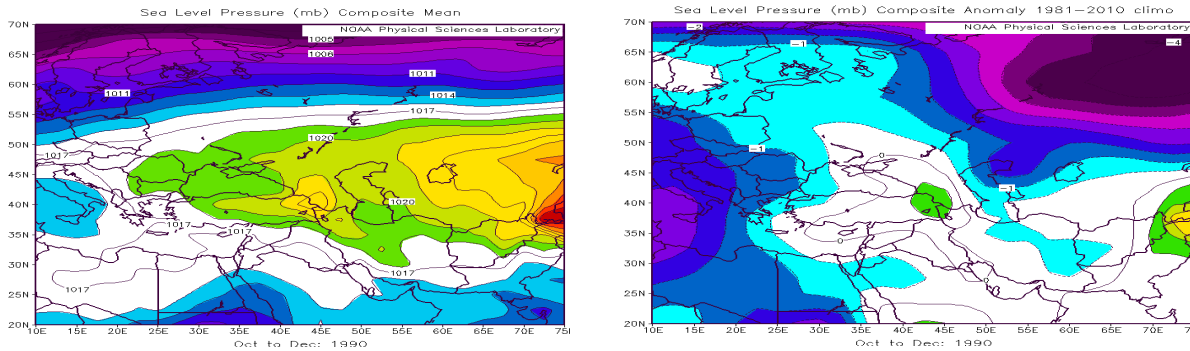 Sea Level Pressure (mb) Composite Mean
NOAA Physical Sciences Laboratory
70N
65N
60N
55N
50N
45N
40N
35N
30N
25N
20N
1005
1008
1011
1011
1014
1017
1017
1020
1020
1017
1017
1017
1017
10E 15E 20E 25E 30E 35E 40E 45E 50E 55E 60E 65E 70E 75E
Oct to Dec: 1990
Sea Level Pressure (mb) Composite Anomaly 1981-2010 climo
NOAA Physical Sciences Laboratory
70N
65N
60N
55N
50N
45N
40N
35N
30N
25N
20N
-2
-1
-4
-1
0
-1
0
0
10E 15E 20E 25E 30E 35E 40E 45E 50E 55E 60E 65E 70E
Oct to Dec: 1990